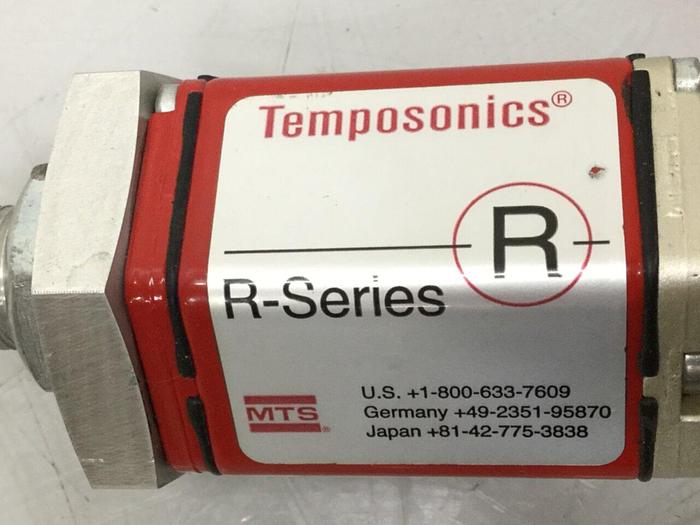 Temposonics®
R
R-Series
MTS®
U.S. +1-800-633-7609
Germany +49-2351-95870
Japan +81-42-775-3838